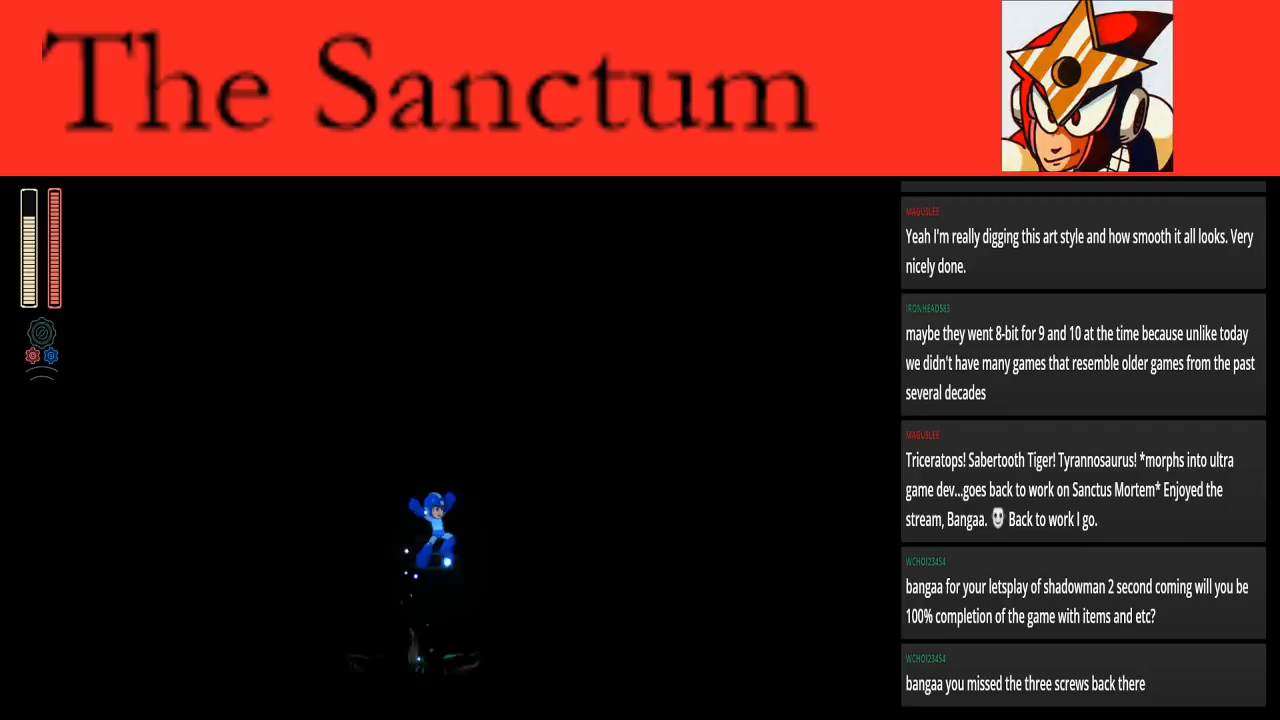 The Sanctum
MAGUSLEE
Yeah I'm really digging this art style and how smooth it all looks. Very
nicely done.
IRONHEAD583
maybe they went 8-bit for 9 and 10 at the time because unlike today
we didn't have many games that resemble older games from the past
several decades
MAGUSLEE
Triceratops! Sabertooth Tiger! Tyrannosaurus! *morphs into ultra
game dev...goes back to work on Sanctus Mortem* Enjoyed the
stream, Bangaa. Back to work I go.
WCHOI23454
bangaa for your letsplay of shadowman 2 second coming will you be
100% completion of the game with items and etc?
WCHOI23454
bangaa you missed the three screws back there